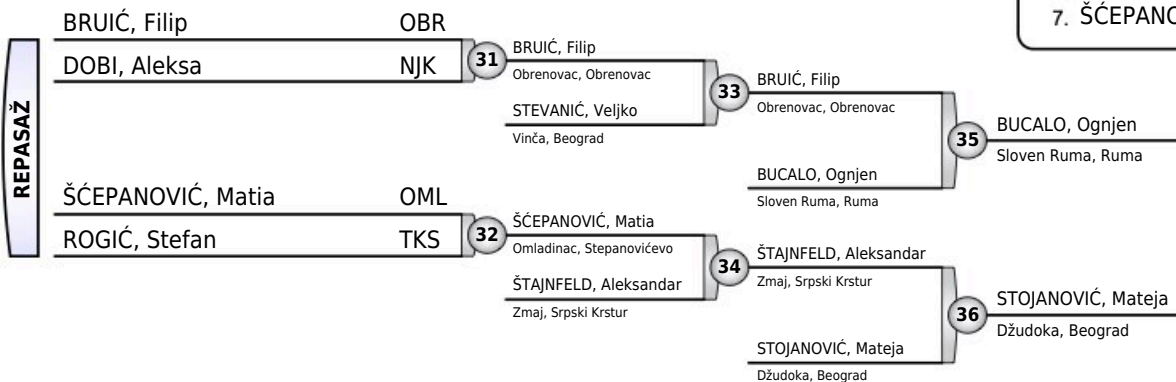 7. ŠĆEPANO
REPASAŽ
BRUIĆ, Filip OBR
DOBI, Aleksa NJK
31
BRUIĆ, Filip
Obrenovac, Obrenovac
STEVANIĆ, Veljko
Vinča, Beograd
33
BRUIĆ, Filip
Obrenovac, Obrenovac
BUCALO, Ognjen
Sloven Ruma, Ruma
35
BUCALO, Ognjen
Sloven Ruma, Ruma
ŠĆEPANOVIĆ, Matia OML
ROGIĆ, Stefan TKS
32
ŠĆEPANOVIĆ, Matia
Omladinac, Stepanovićevo
ŠTAJNFELD, Aleksandar
Zmaj, Srpski Krstur
34
ŠTAJNFELD, Aleksandar
Zmaj, Srpski Krstur
STOJANOVIĆ, Mateja
Džudoka, Beograd
36
STOJANOVIĆ, Mateja
Džudoka, Beograd